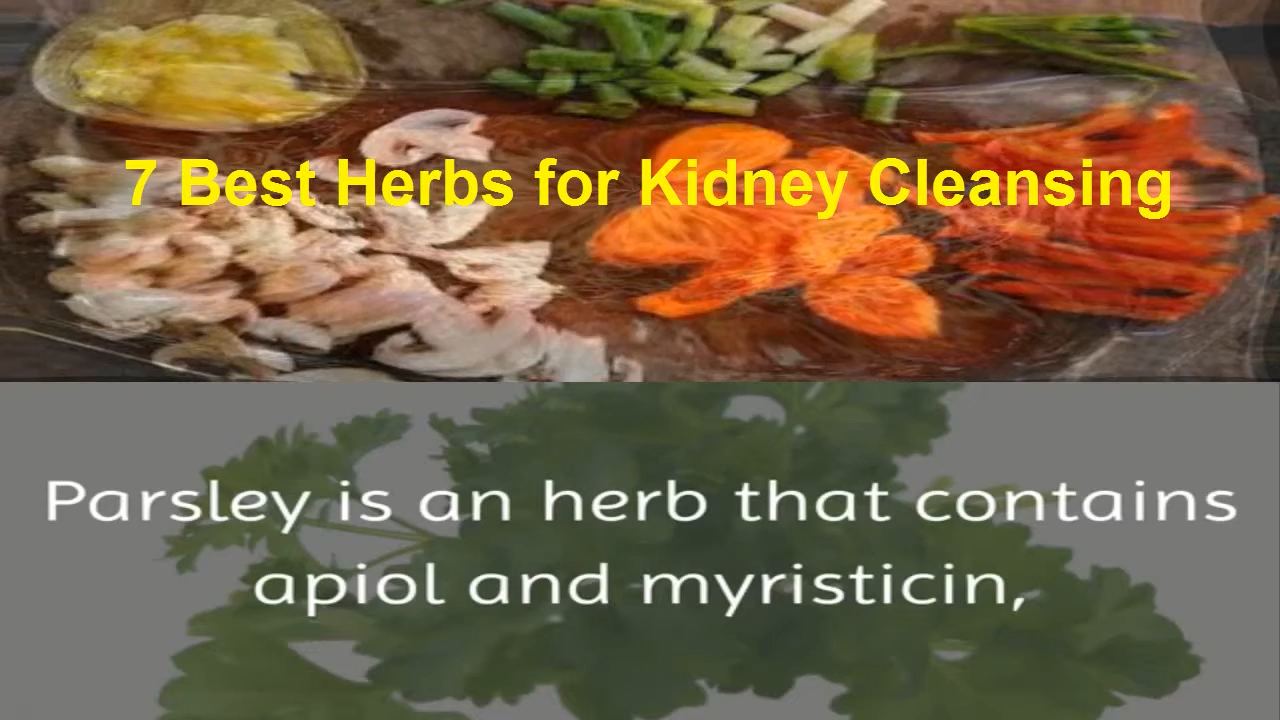 7 Best Herbs for Kidney Cleansing
Parsley is an herb that contains
apiol and myristicin,